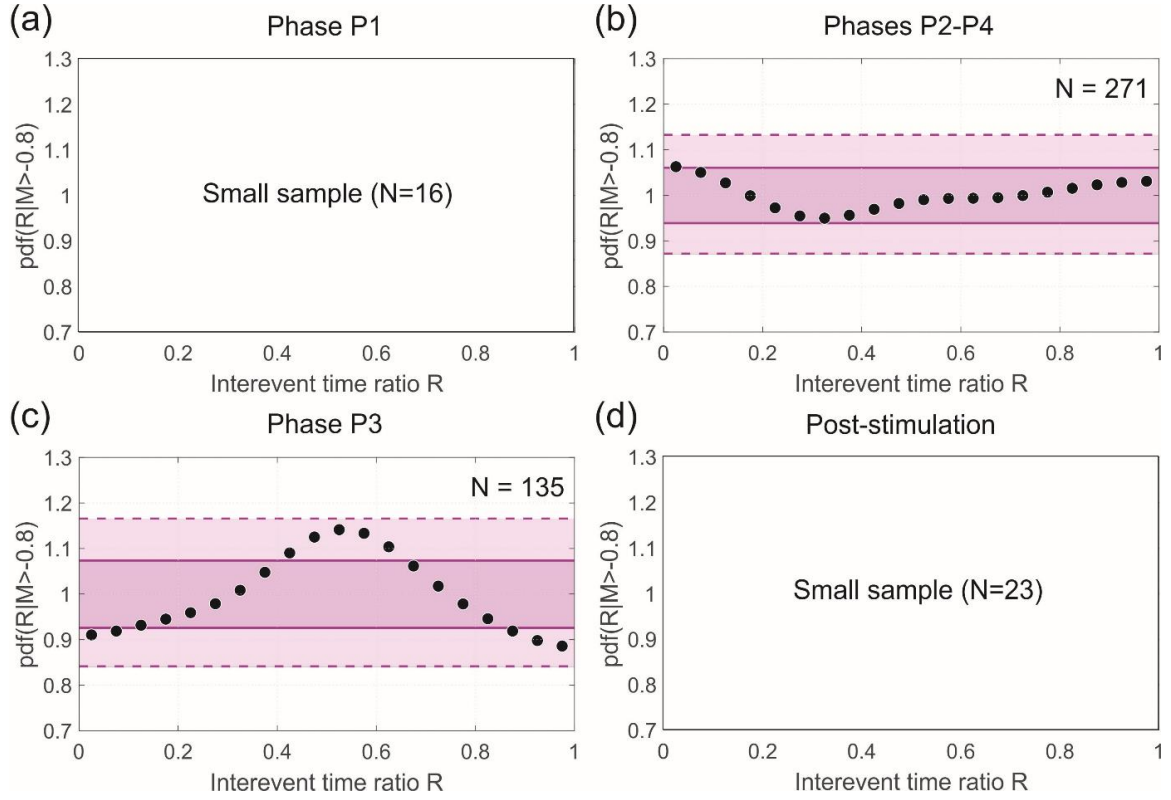 (a)
Phase P1
pdf(R|M>-0.8)
1.3
1.2
1.1
1
0.9
0.8
0.7
Small sample (N=16)
0
0.2
0.4
0.6
0.8
1
Interevent time ratio R
(b)
Phases P2-P4
pdf(R|M>-0.8)
1.3
1.2
1.1
1
0.9
0.8
0.7
N = 271
0
0.2
0.4
0.6
0.8
1
Interevent time ratio R
(c)
Phase P3
pdf(R|M>-0.8)
1.3
1.2
1.1
1
0.9
0.8
0.7
N = 135
0
0.2
0.4
0.6
0.8
1
Interevent time ratio R
(d)
Post-stimulation
pdf(R|M>-0.8)
1.3
1.2
1.1
1
0.9
0.8
0.7
Small sample (N=23)
0
0.2
0.4
0.6
0.8
1
Interevent time ratio R